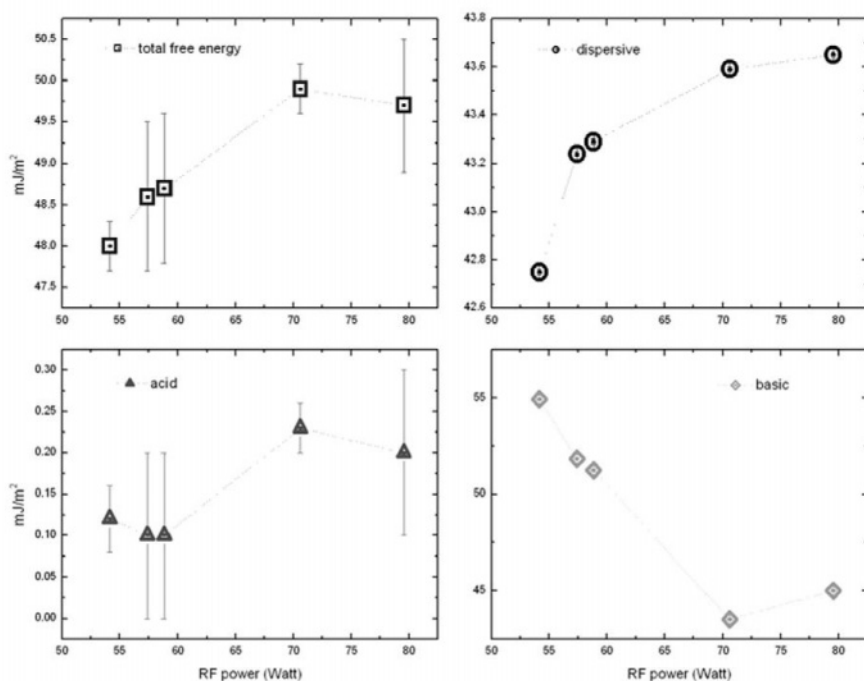 total free energy
mJ/m²
50.5
50.0
49.5
49.0
48.5
48.0
47.5
50 55 60 65 70 75 80
dispersive
43.8
43.6
43.4
43.2
43.0
42.8
42.6
50 55 60 65 70 75 80
acid
mJ/m²
0.30
0.25
0.20
0.15
0.10
0.05
0.00
50 55 60 65 70 75 80
RF power (Watt)
basic
55
50
45
50 55 60 65 70 75 80
RF power (Watt)